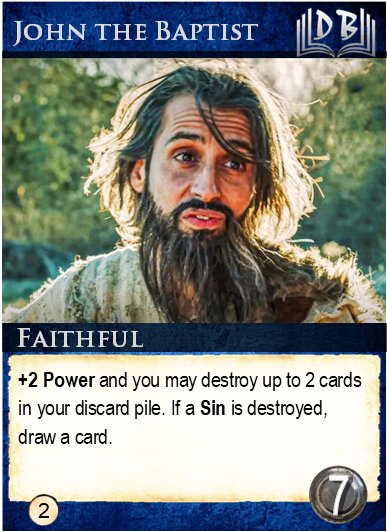 JOHN THE BAPTIST
DB
FAITHFUL
+2 Power and you may destroy up to 2 cards
in your discard pile. If a Sin is destroyed,
draw a card.
2
7